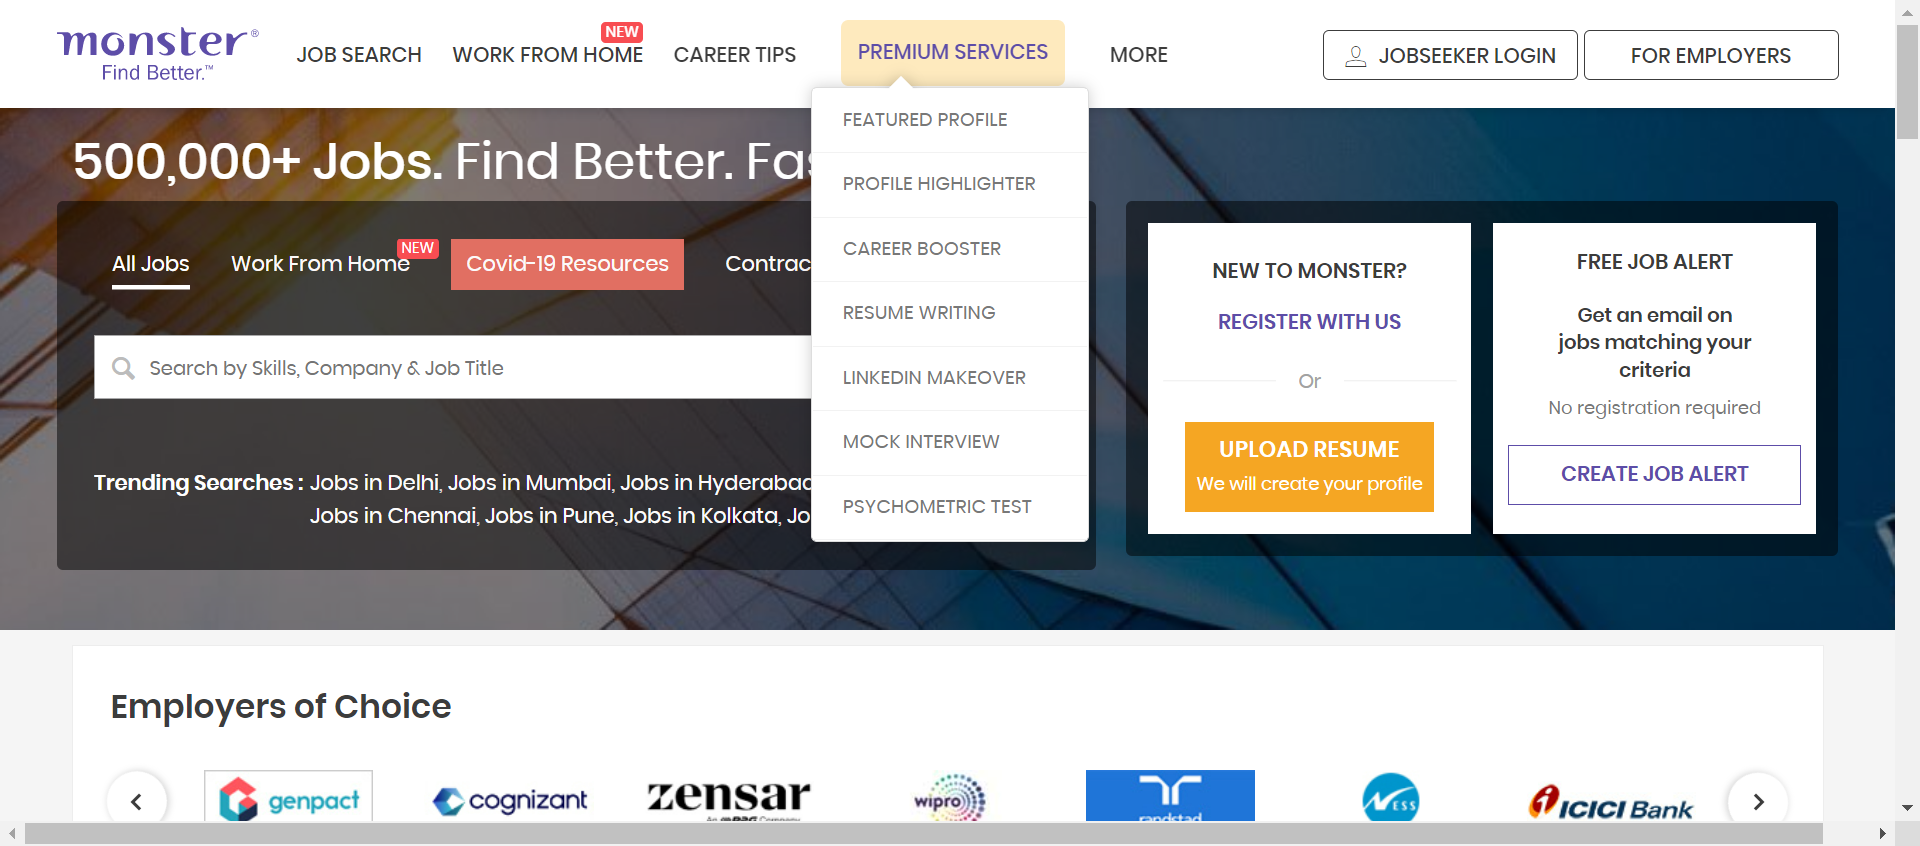 monster®
Find Better.™
JOB SEARCH
WORK FROM HOME
NEW
CAREER TIPS
PREMIUM SERVICES
MORE
JOBSEEKER LOGIN
FOR EMPLOYERS
FEATURED PROFILE
PROFILE HIGHLIGHTER
CAREER BOOSTER
RESUME WRITING
LINKEDIN MAKEOVER
MOCK INTERVIEW
PSYCHOMETRIC TEST
500,000+ Jobs. Find Better. Fas
All Jobs
Work From Home
NEW
Covid-19 Resources
Contrac
Search by Skills, Company & Job Title
Trending Searches : Jobs in Delhi, Jobs in Mumbai, Jobs in Hyderabad
Jobs in Chennai, Jobs in Pune, Jobs in Kolkata, Jo
NEW TO MONSTER?
REGISTER WITH US
Or
UPLOAD RESUME
We will create your profile
FREE JOB ALERT
Get an email on
jobs matching your
criteria
No registration required
CREATE JOB ALERT
Employers of Choice
genpact
cognizant
zensar
An RPG Company
wipro
randstad
NESS
ICICI Bank